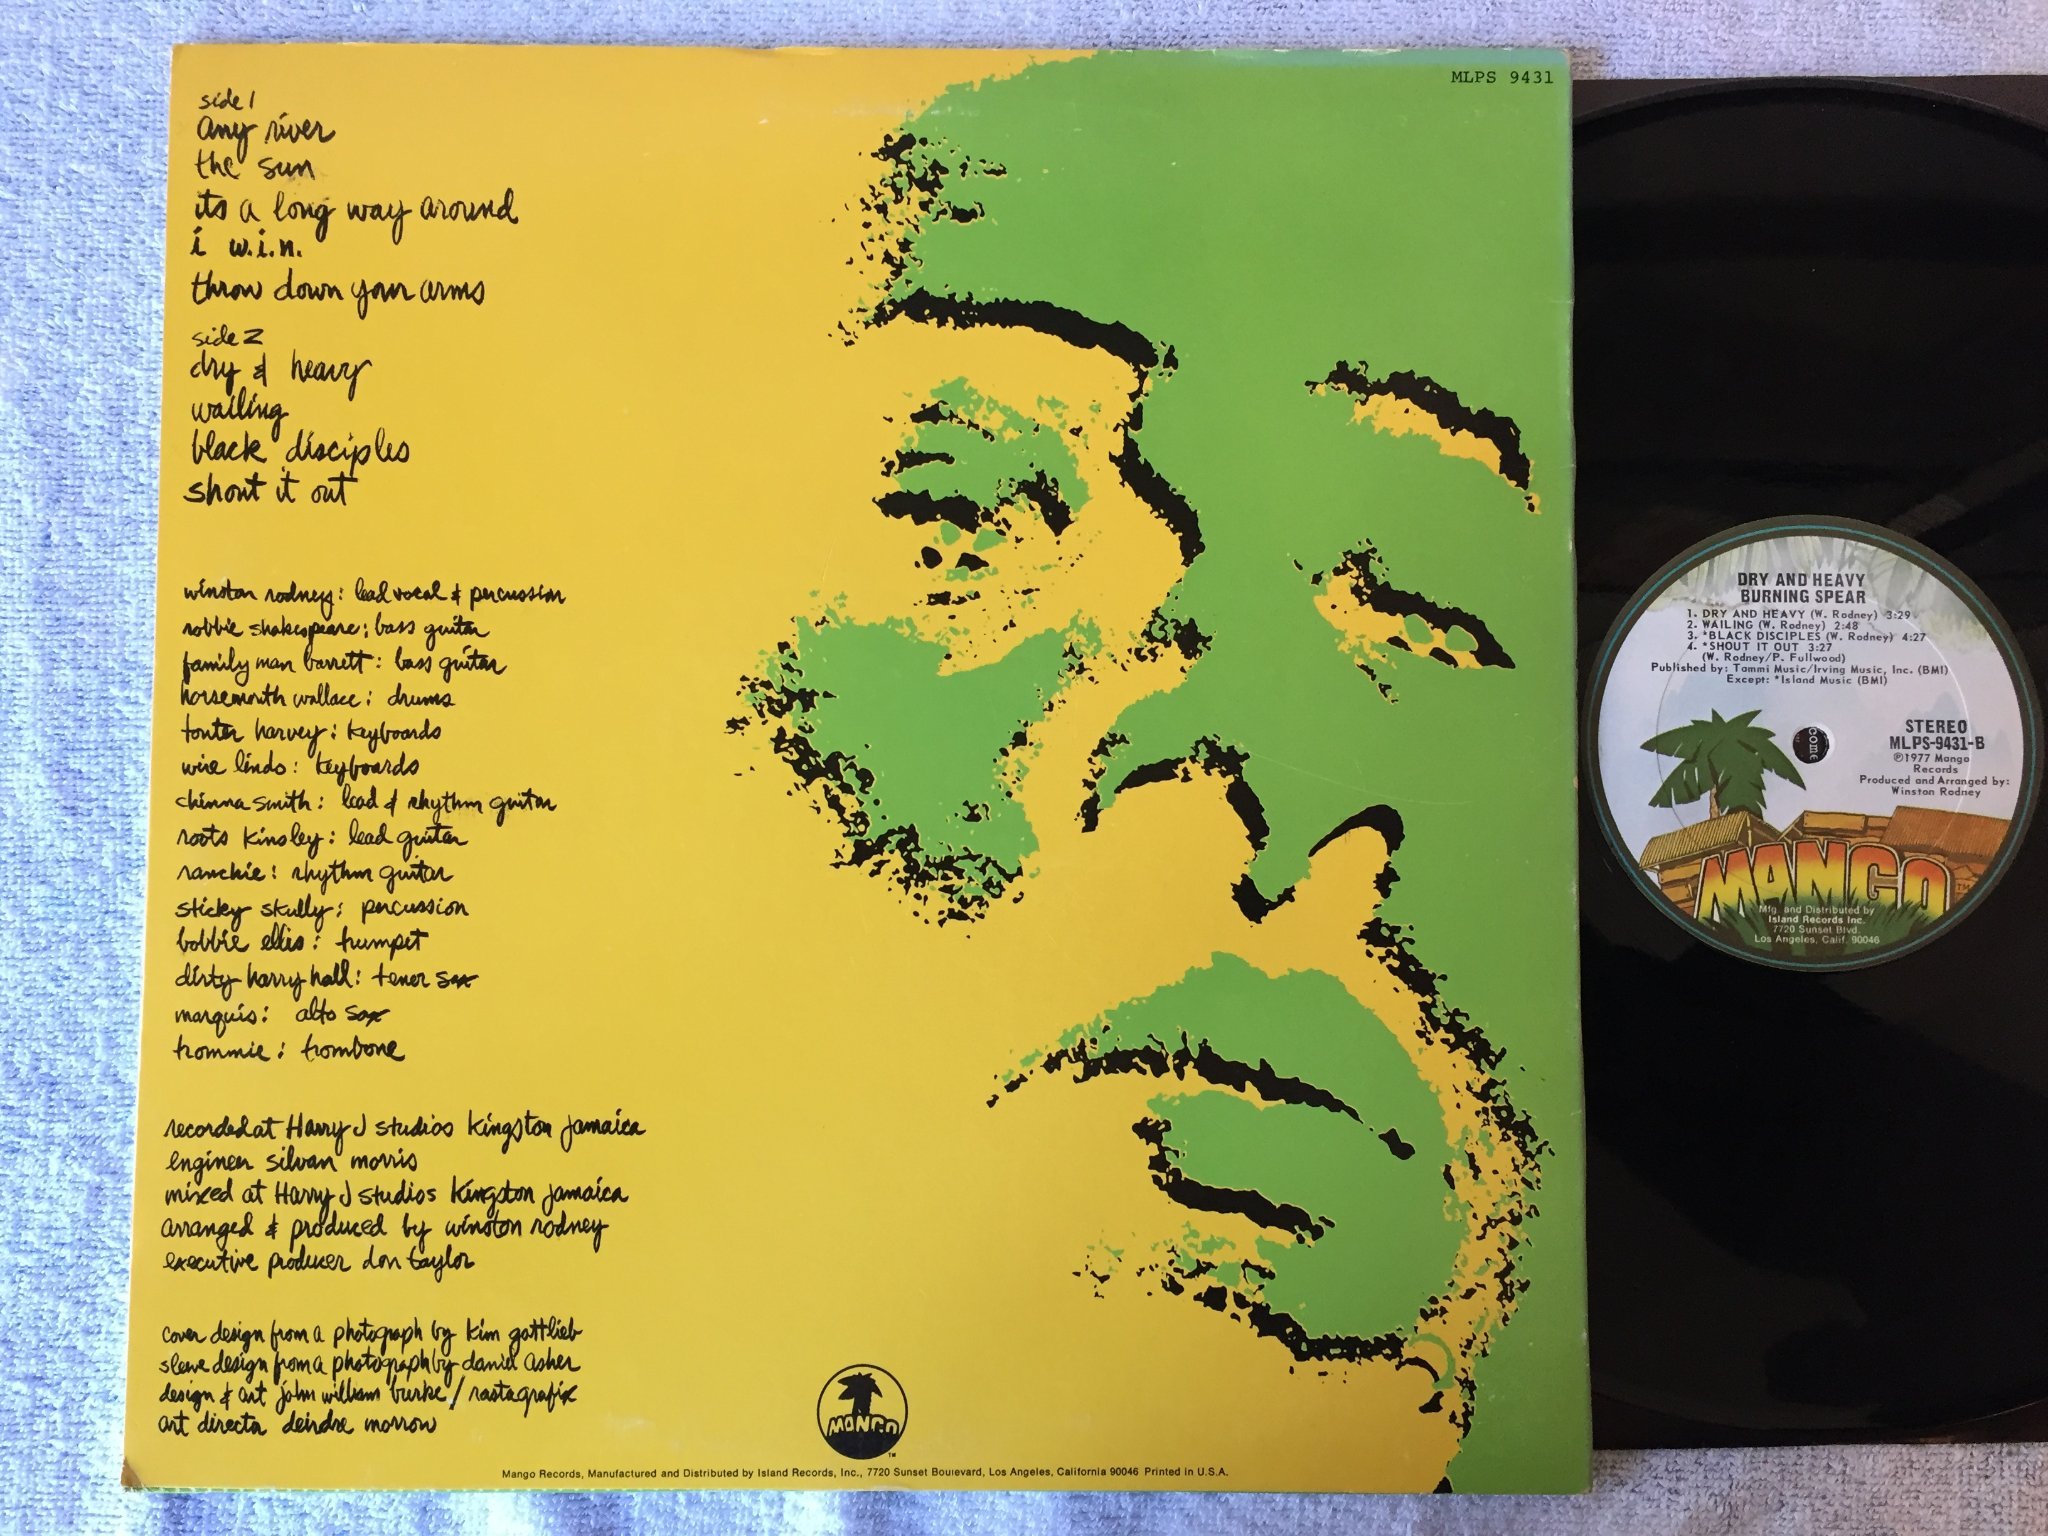 MLPS 9431
side 1
any river
the sun
its a long way around
i w.i.n.
throw down your arms
side 2
dry & heavy
wailing
black disciples
shout it out
winston rodney: lead vocal & percussion
robbie shakespeare: bass guitar
family man barrett: bass guitar
horsemouth wallace: drums
tonter harvey: keyboards
wire lindo: keyboards
chinna smith: lead & rhythm guitar
roots kinsley: lead guitar
ranchie: rhythm guitar
sticky skully: percussion
bobbie ellis: trumpet
dirty harry hall: tenor sax
marquis: alto sax
trommie: trombone
recorded at Harry J studios Kingston jamaica
engineer silvan morris
mixed at Harry J studios Kingston jamaica
arranged & produced by winston rodney
executive producer don taylor
cover design from a photograph by kim gottlieb
sleeve design from a photograph by daniel asher
design & art john william burke / rastagrafix
art director deirdre morrow
MANGO
TM
Mango Records, Manufactured and Distributed by Island Records, Inc., 7720 Sunset Boulevard, Los Angeles, California 90046 Printed in U.S.A.
DRY AND HEAVY
BURNING SPEAR
1. DRY AND HEAVY (W. Rodney) 3:29
2. WAILING (W. Rodney) 2:48
3. *BLACK DISCIPLES (W. Rodney) 4:27
4. *SHOUT IT OUT 3:27
(W. Rodney/P. Fullwood)
Published by: Tammi Music/Irving Music, Inc. (BMI)
Except: *Island Music (BMI)
STEREO
MLPS-9431-B
℗1977 Mango
Records
Produced and Arranged by:
Winston Rodney
come
MANGO
TM
Mfg. and Distributed by
Island Records Inc.
7720 Sunset Blvd.
Los Angeles, Calif. 90046